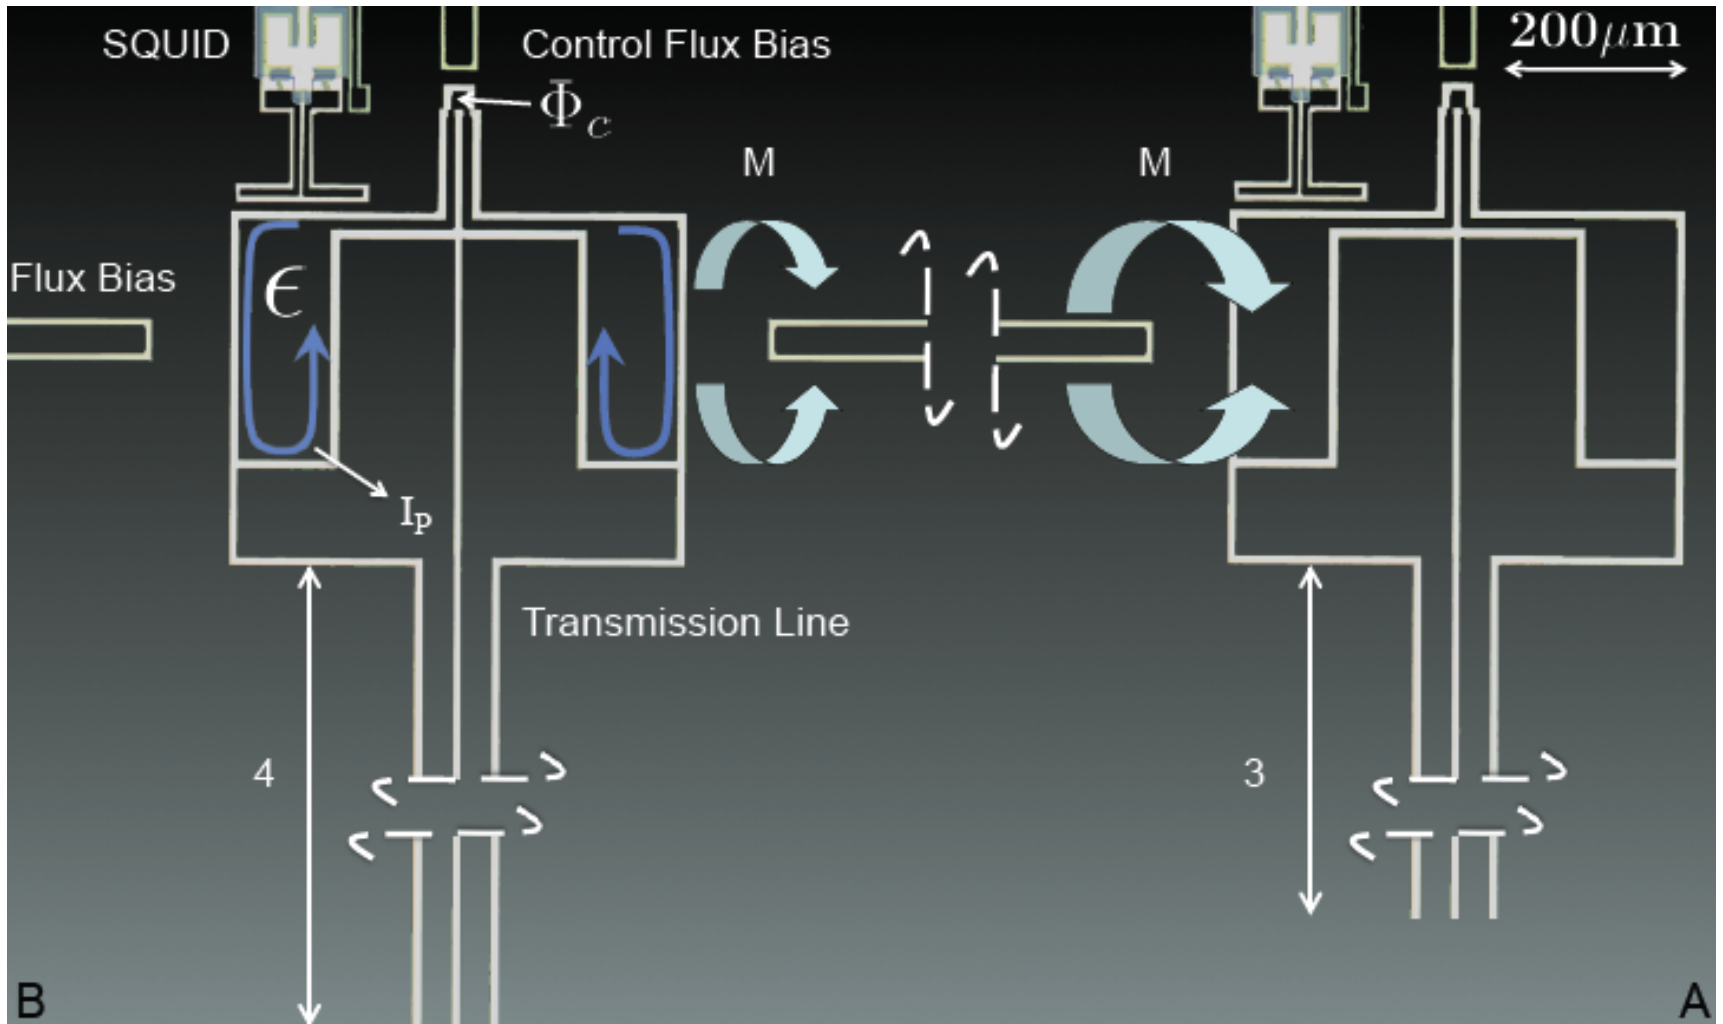 SQUID
Control Flux Bias
200μm
Φc
M
M
Flux Bias
ϵ
Ip
Transmission Line
4
3
B
A